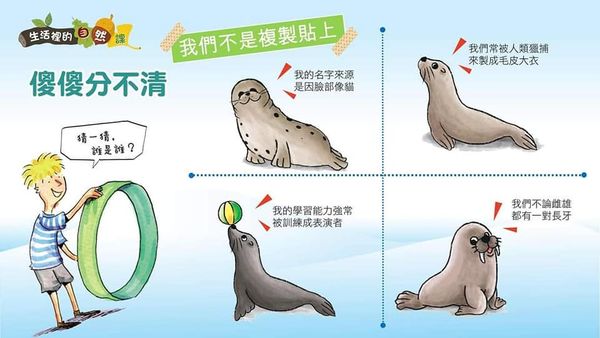 生活裡的自然課
我們不是複製貼上
傻傻分不清
猜一猜,
誰是誰？
我的名字來源
是因臉部像貓
我們常被人類獵捕
來製成毛皮大衣
我的學習能力強常
被訓練成表演者
我們不論雌雄
都有一對長牙